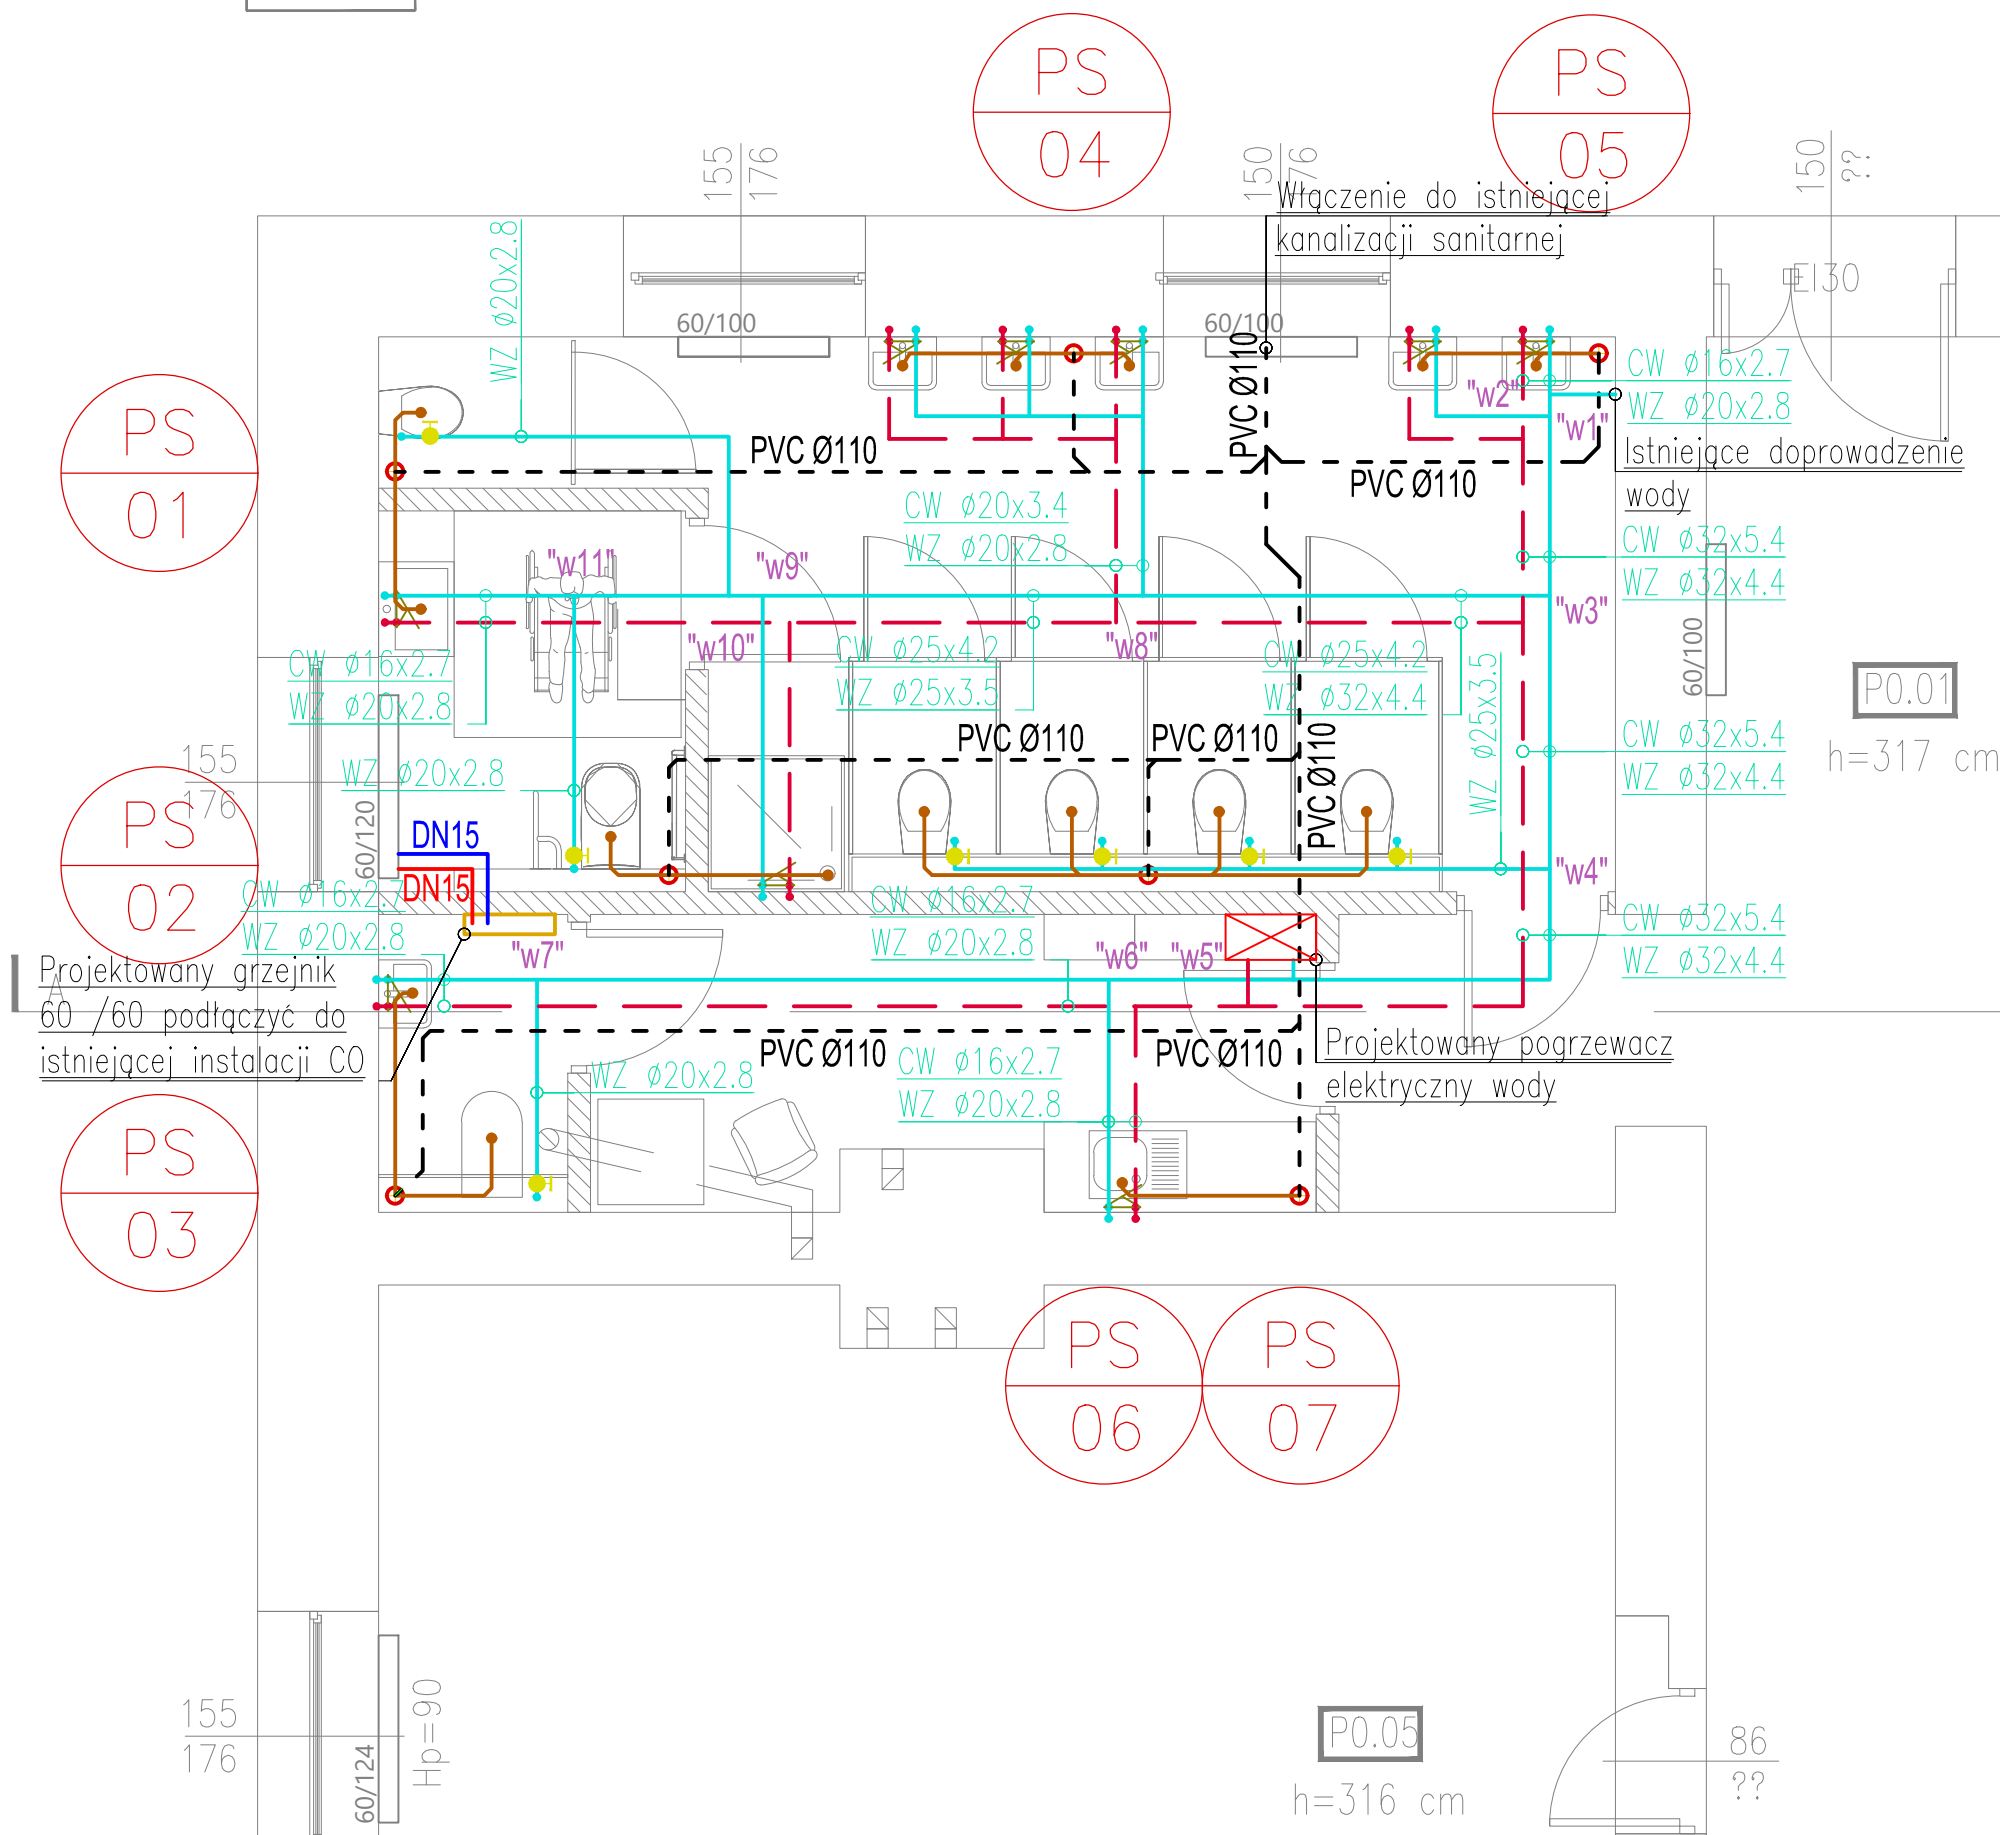 PS
04
PS
05
155
176
150
176
150
??
Włączenie do istniejącej
kanalizacji sanitarnej
EI30
WZ ø20x2.8
60/100
60/100
PVC Ø110
CW ø16x2.7
WZ ø20x2.8
"w2"
"w1"
Istniejące doprowadzenie
wody
PS
01
PVC Ø110
PVC Ø110
CW ø20x3.4
WZ ø20x2.8
CW ø32x5.4
WZ ø32x4.4
"w11"
"w9"
"w3"
"w10"
"w8"
CW ø16x2.7
WZ ø20x2.8
CW ø25x4.2
WZ ø25x3.5
CW ø25x4.2
WZ ø32x4.4
WZ ø25x3.5
60/100
P0.01
h=317 cm
155
176
WZ ø20x2.8
PVC Ø110
PVC Ø110
PVC Ø110
CW ø32x5.4
WZ ø32x4.4
PS
02
60/120
DN15
DN15
CW ø16x2.7
WZ ø20x2.8
CW ø16x2.7
WZ ø20x2.8
"w4"
CW ø32x5.4
WZ ø32x4.4
"w7"
"w6"
"w5"
A
Projektowany grzejnik
60 /60 podłączyć do
istniejącej instalacji CO
PVC Ø110
PVC Ø110
Projektowany pogrzewacz
elektryczny wody
WZ ø20x2.8
CW ø16x2.7
WZ ø20x2.8
PS
03
PS
06
PS
07
155
176
60/124
Hp=90
P0.05
h=316 cm
86
??